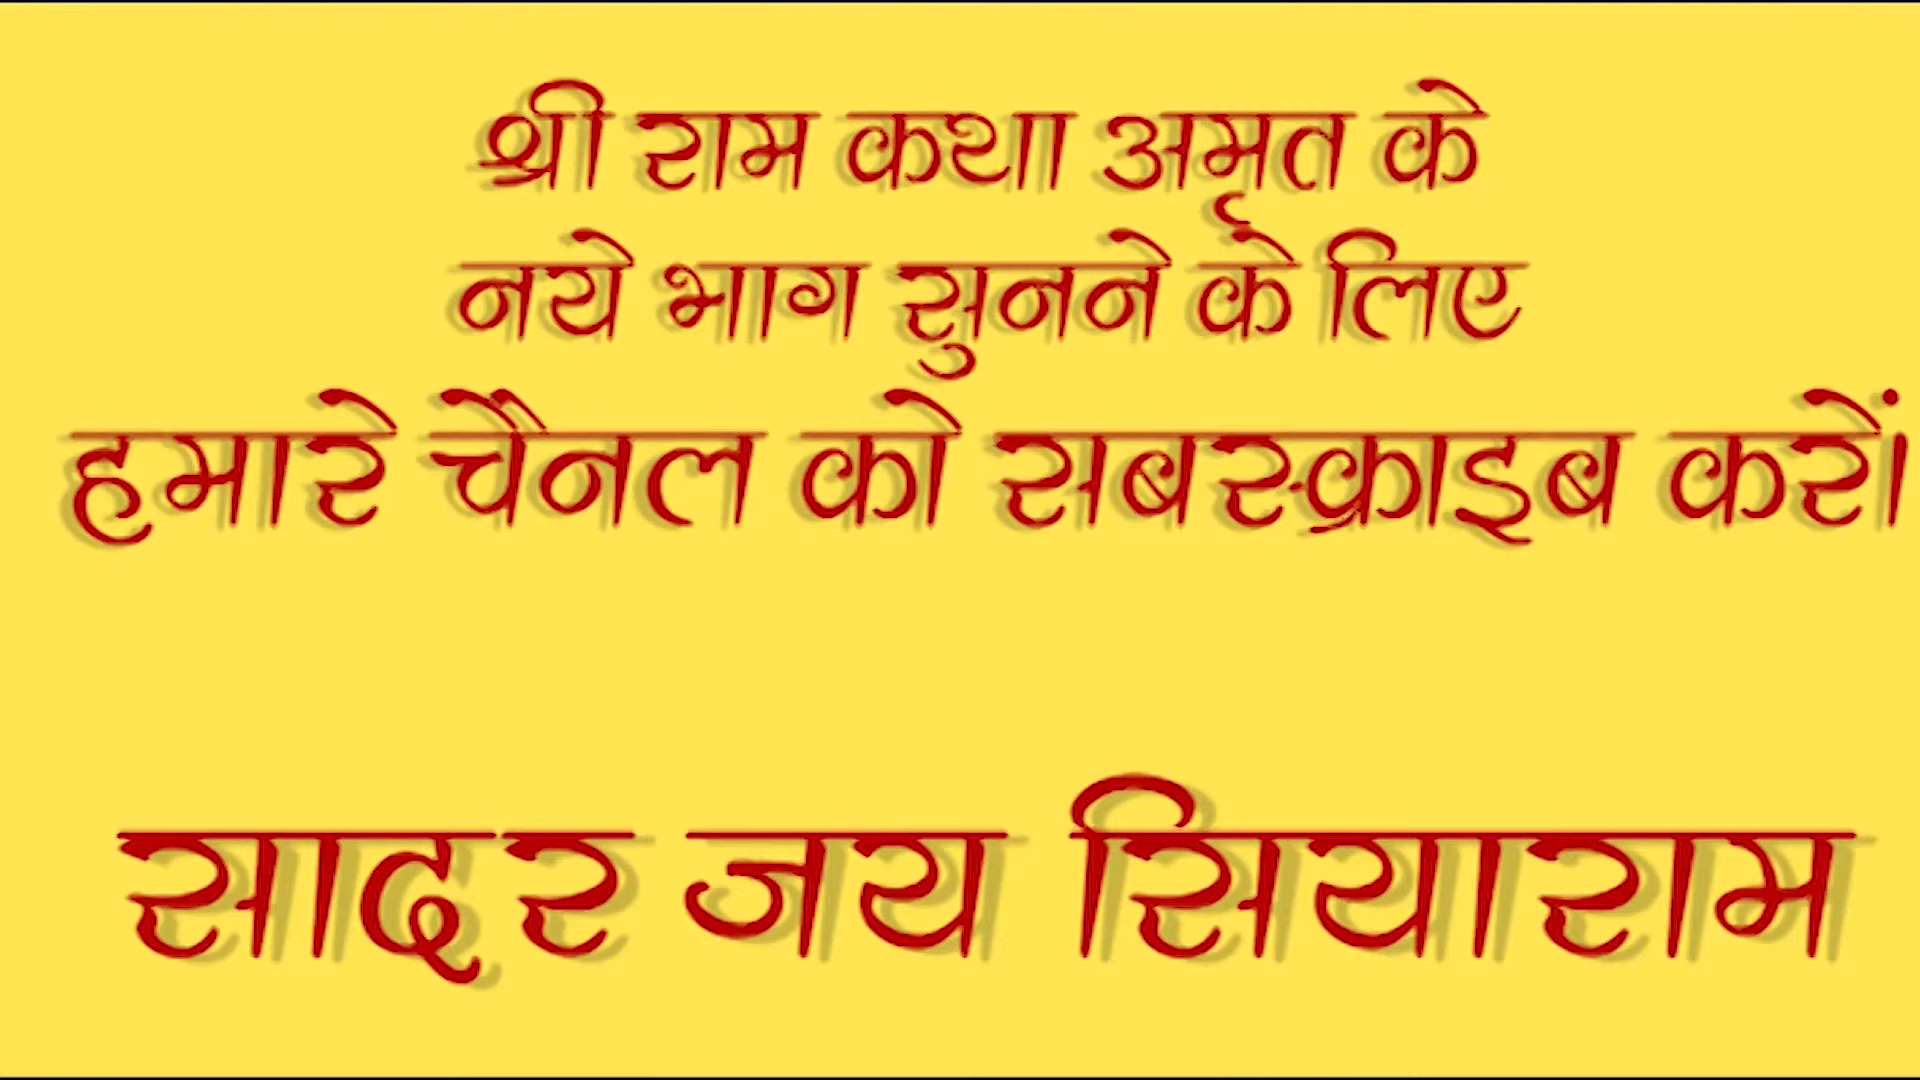 श्री राम कथा अमृत के
नये भाग सुनने के लिए
हमारे चैनल को सबस्क्राइब करें।
सादर जय सियाराम